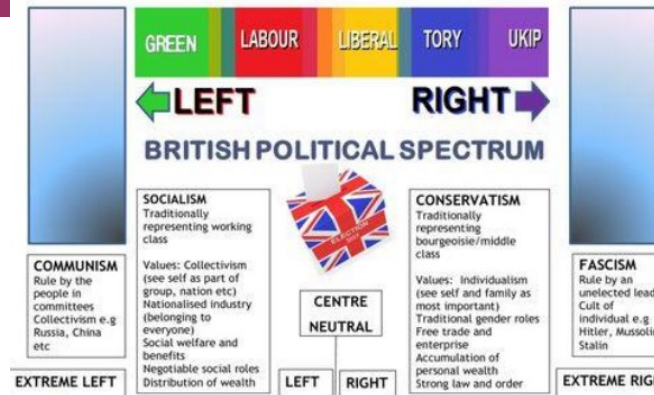 GREEN LABOUR LIBERAL TORY UKIP
LEFT RIGHT
BRITISH POLITICAL SPECTRUM
COMMUNISM
Rule by the
people in
committees
Collectivism e.g
Russia, China
etc
EXTREME LEFT
SOCIALISM
Traditionally
representing working
class
Values: Collectivism
(see self as part of
group, nation etc)
Nationalised industry
(belonging to
everyone)
Social welfare and
benefits
Negotiable social roles
Distribution of wealth
ELECTION
CENTRE
NEUTRAL
LEFT
RIGHT
CONSERVATISM
Traditionally
representing
bourgeoisie/middle
class
Values: Individualism
(see self and family as
most important)
Traditional gender roles
Free trade and
enterprise
Accumulation of
personal wealth
Strong law and order
FASCISM
Rule by an
unelected lead
Cult of
individual e.g
Hitler, Mussoli
Stalin
EXTREME RIG